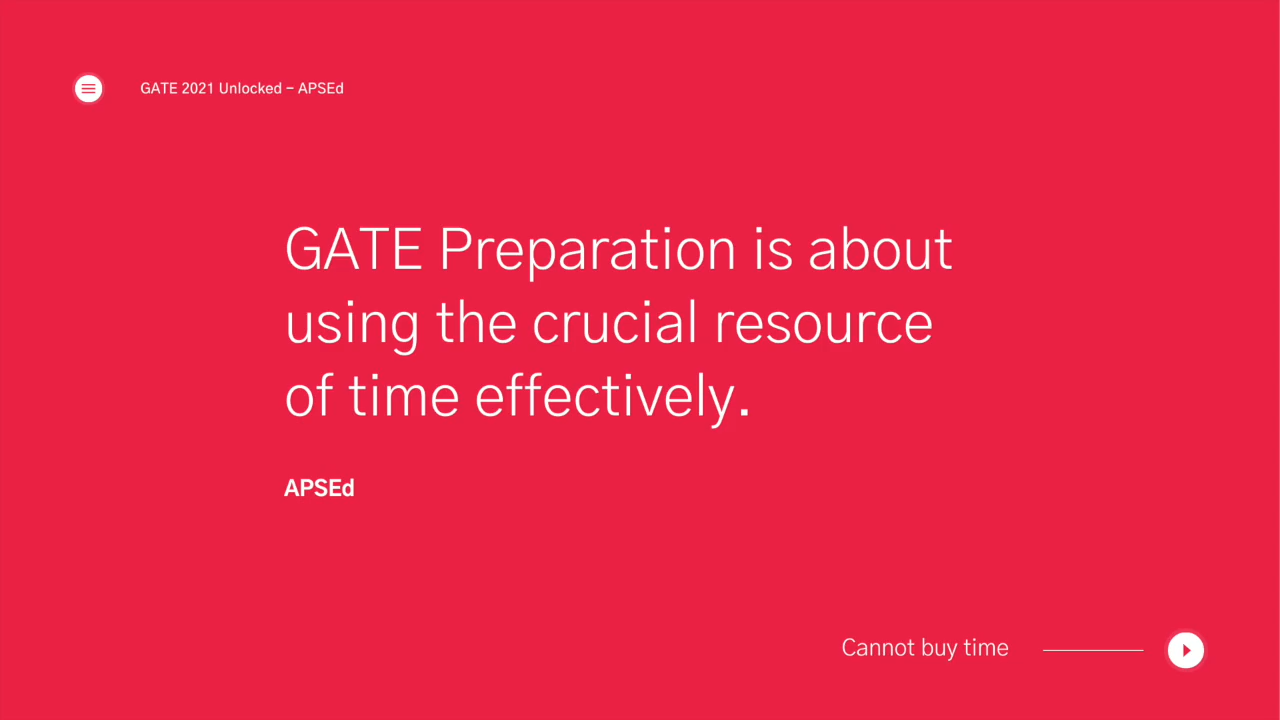 GATE 2021 Unlocked – APSEd
GATE Preparation is about
using the crucial resource
of time effectively.
APSEd
Cannot buy time